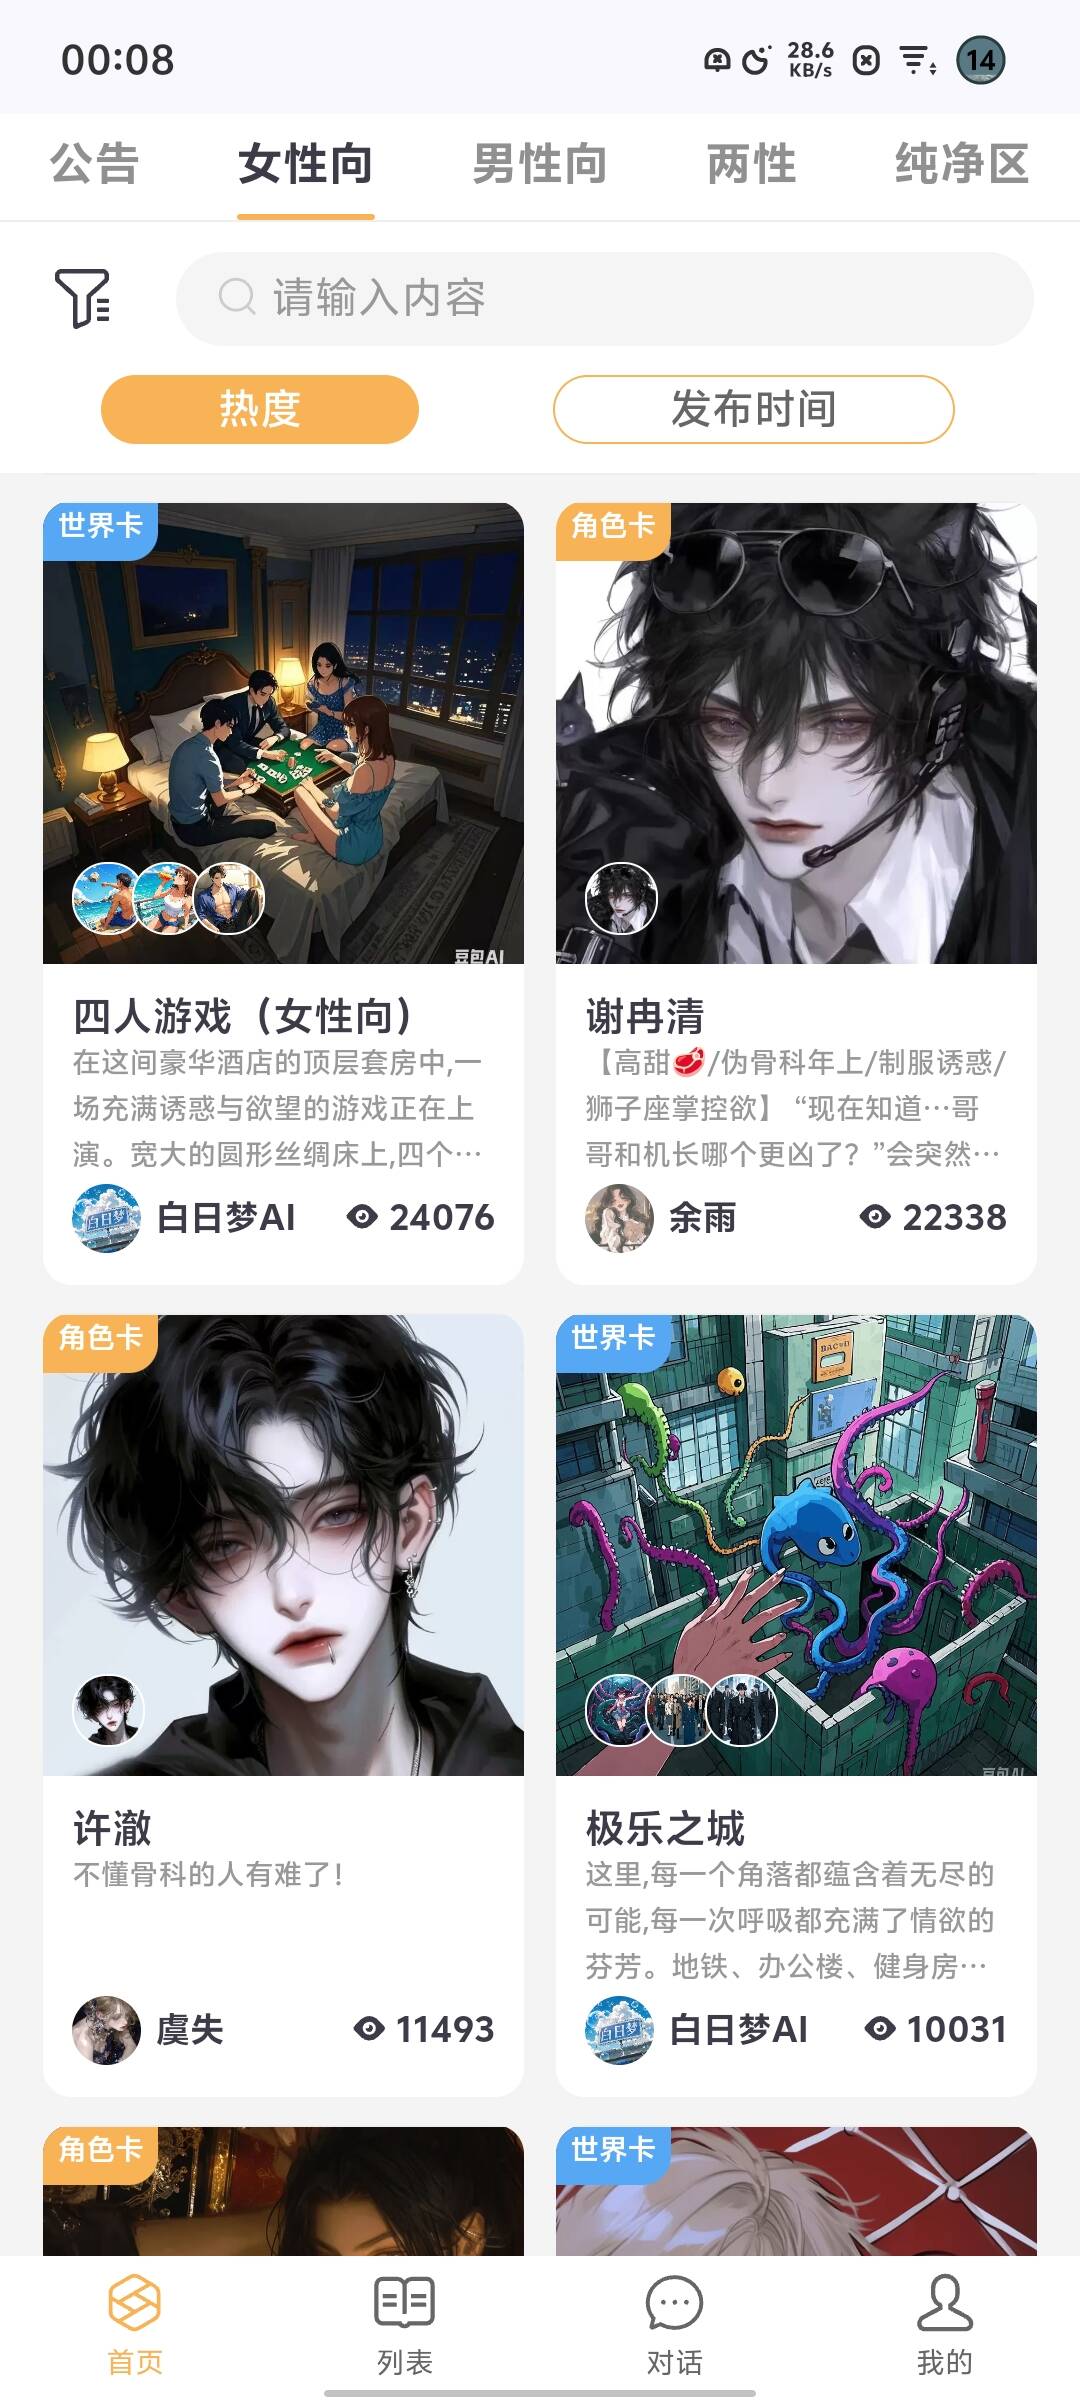 00:08
28.6
KB/s
14
公告
女性向
男性向
两性
纯净区
请输入内容
热度
发布时间
世界卡
豆包AI
四人游戏（女性向）
在这间豪华酒店的顶层套房中,一
场充满诱惑与欲望的游戏正在上
演。宽大的圆形丝绸床上,四个…
白日梦AI
24076
角色卡
谢冉清
【高甜🥩/伪骨科年上/制服诱惑/
狮子座掌控欲】“现在知道…哥
哥和机长哪个更凶了？”会突然…
余雨
22338
角色卡
许澈
不懂骨科的人有难了！
虞失
11493
世界卡
豆包AI
极乐之城
这里,每一个角落都蕴含着无尽的
可能,每一次呼吸都充满了情欲的
芬芳。地铁、办公楼、健身房…
白日梦AI
10031
角色卡
世界卡
首页
列表
对话
我的